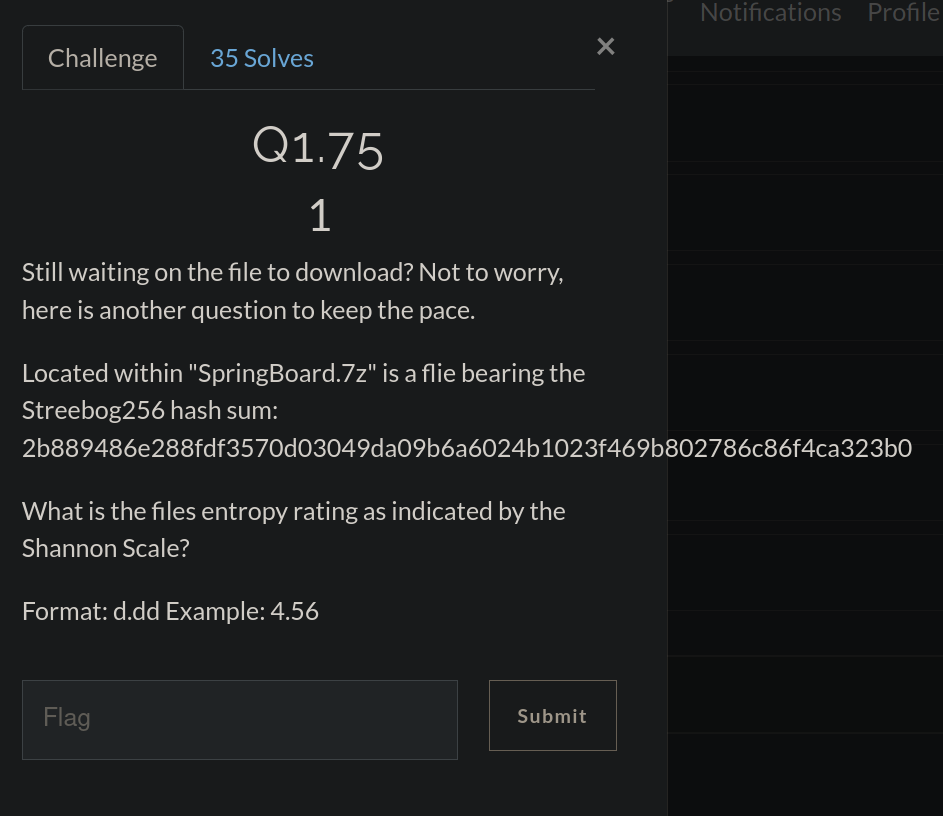 Notifications Profile
Challenge 35 Solves ×
Q1.75
1
Still waiting on the file to download? Not to worry,
here is another question to keep the pace.
Located within "SpringBoard.7z" is a flie bearing the
Streebog256 hash sum:
2b889486e288fdf3570d03049da09b6a6024b1023f469b802786c86f4ca323b0
What is the files entropy rating as indicated by the
Shannon Scale?
Format: d.dd Example: 4.56
Flag Submit